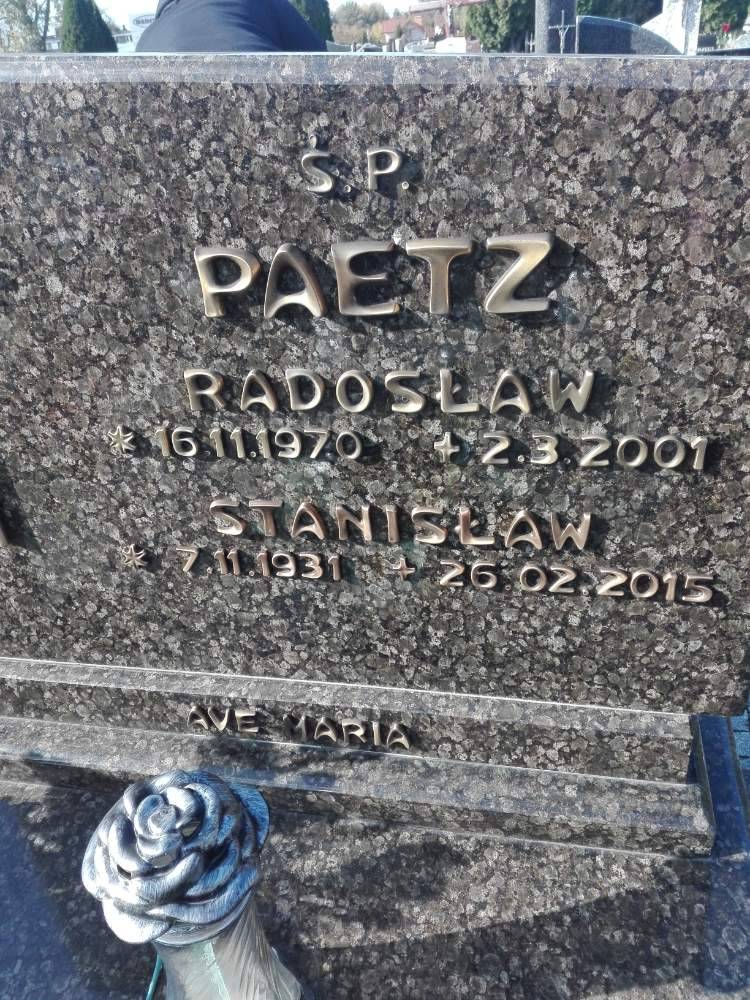 Ś.P.
PAETZ
RADOSŁAW
* 16.11.1970 + 2.3.2001
STANISŁAW
* 7.11.1931 + 26.02.2015
AVE MARIA